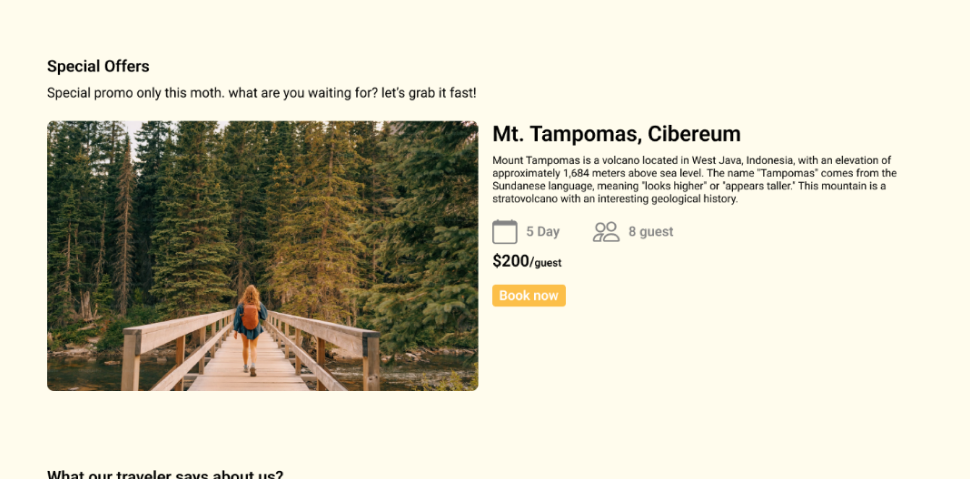 Special Offers
Special promo only this moth. what are you waiting for? let's grab it fast!
Mt. Tampomas, Cibereum
Mount Tampomas is a volcano located in West Java, Indonesia, with an elevation of
approximately 1,684 meters above sea level. The name "Tampomas" comes from the
Sundanese language, meaning "looks higher" or "appears taller." This mountain is a
stratovolcano with an interesting geological history.
5 Day 8 guest
$200/guest
Book now
What our traveler says about us?